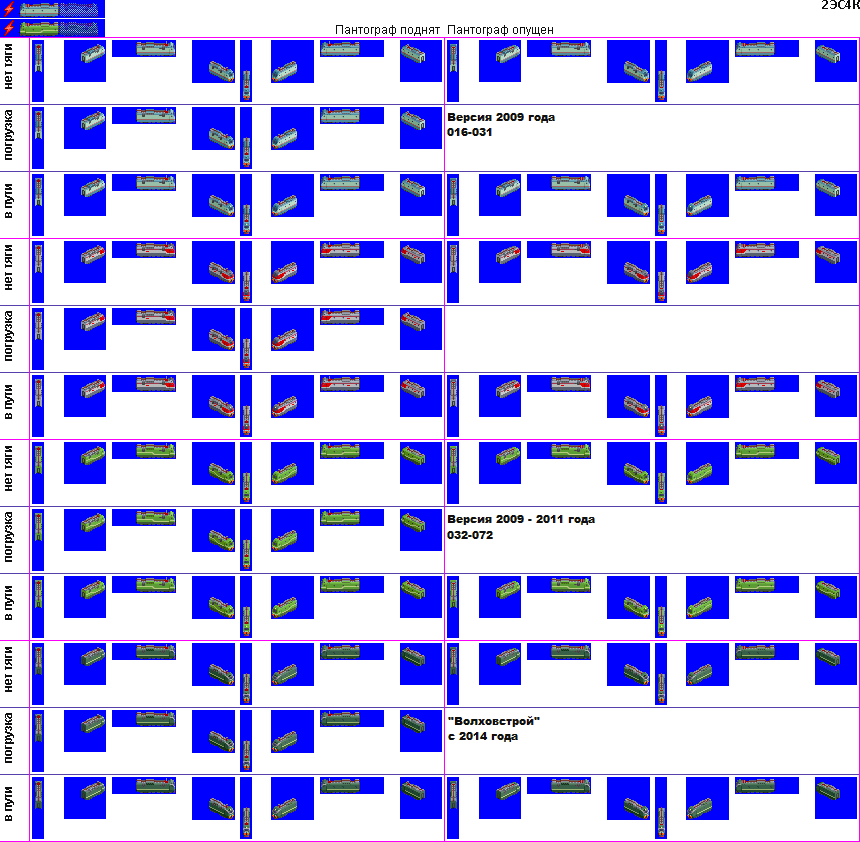 2ЭС4К
Пантограф поднят Пантограф опущен
нет тяги
погрузка
Версия 2009 года
016-031
в пути
нет тяги
погрузка
в пути
нет тяги
погрузка
Версия 2009 - 2011 года
032-072
в пути
нет тяги
погрузка
"Волховстрой"
с 2014 года
в пути